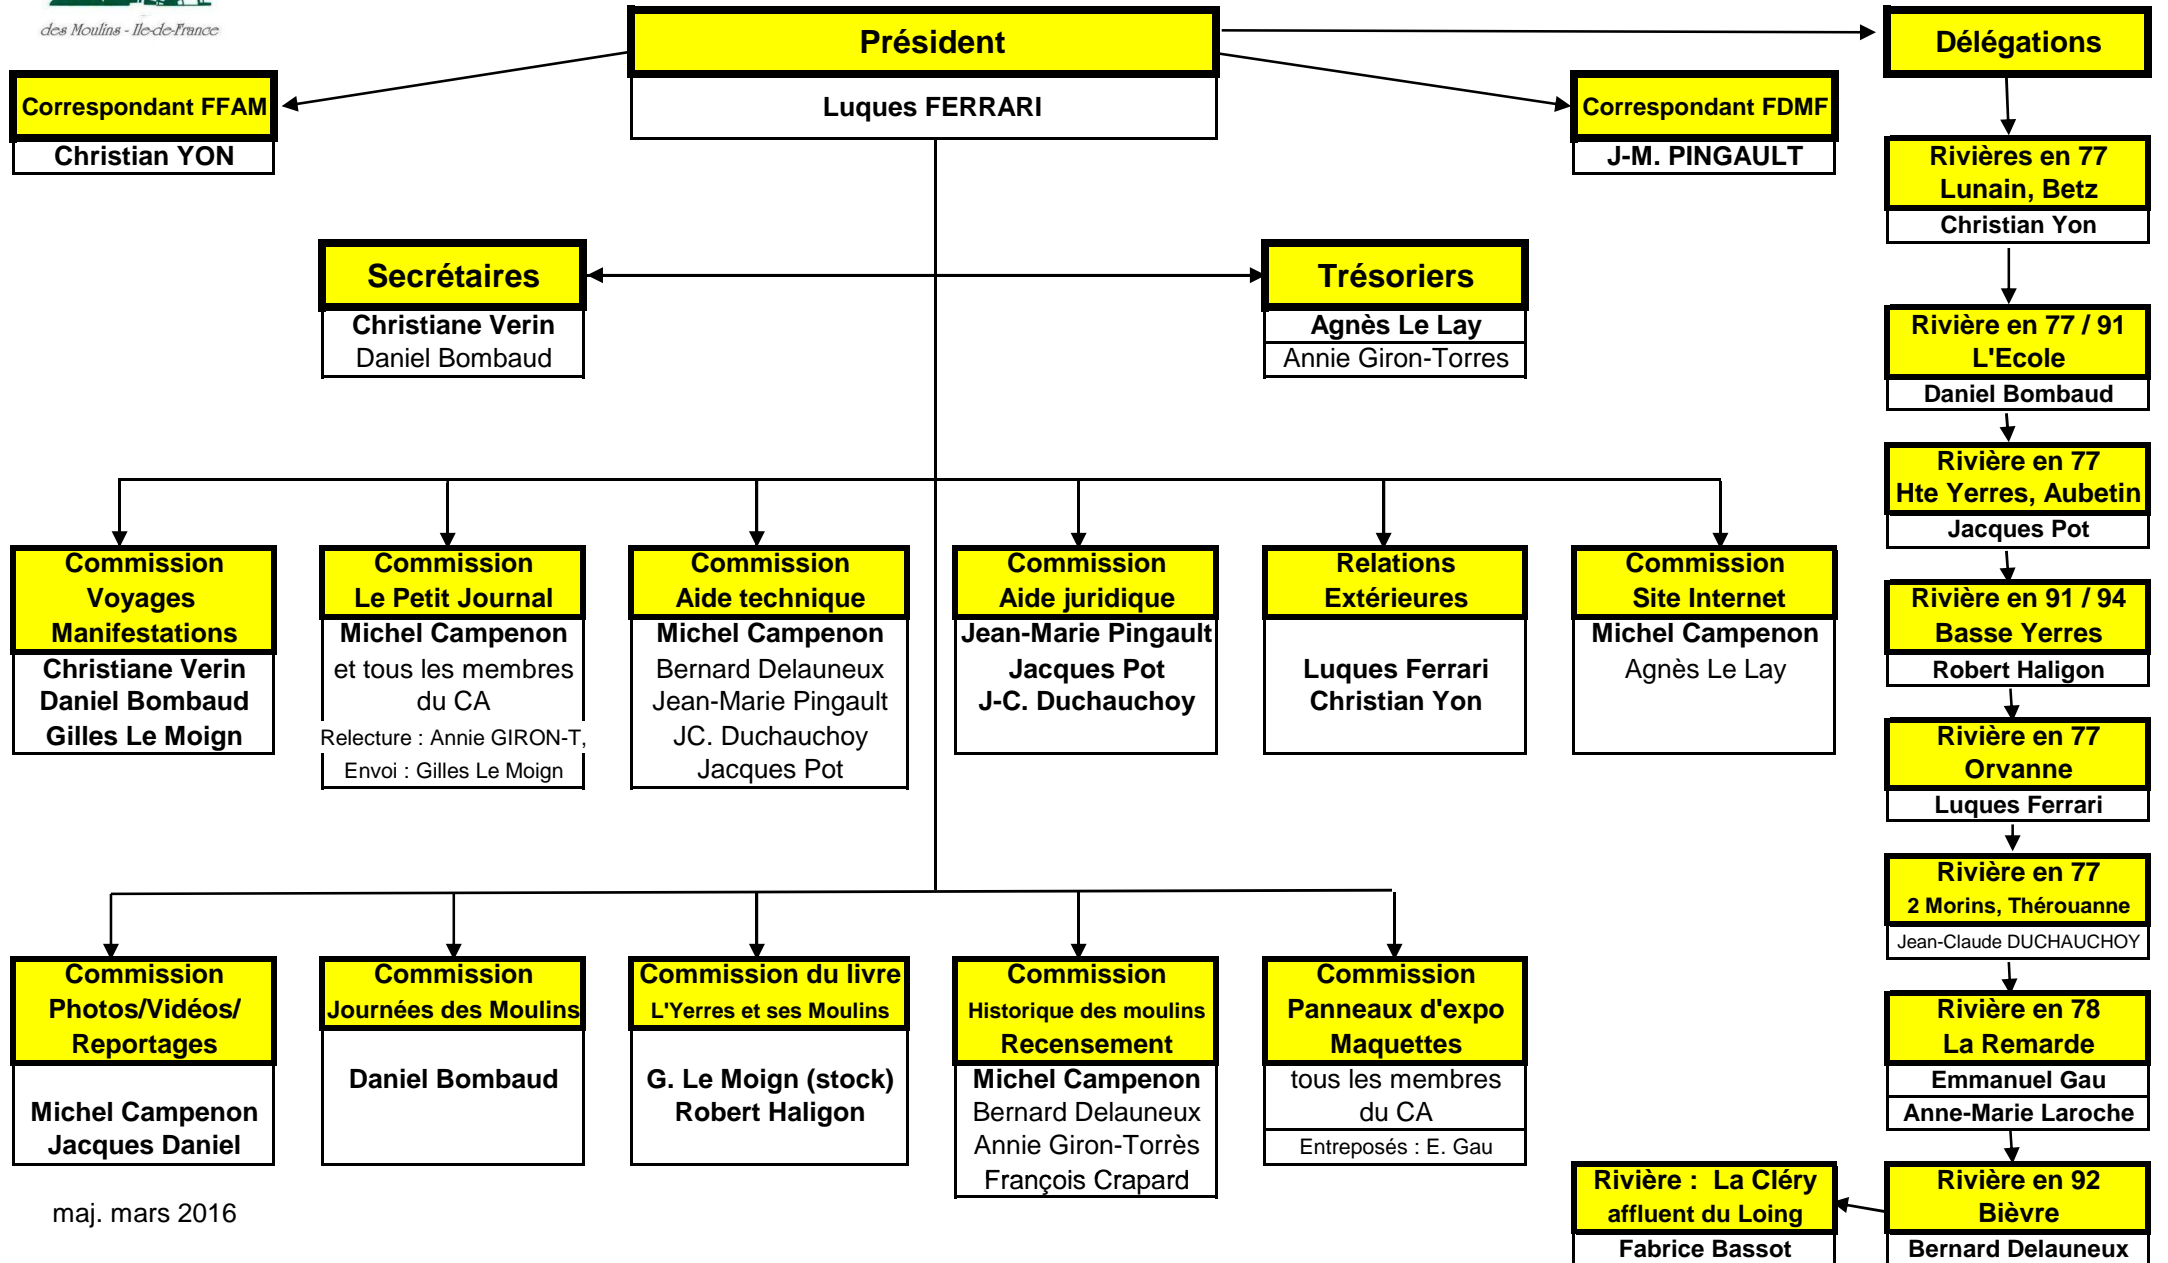 des Moulins - Ile-de-France
Président
Luques FERRARI
Correspondant FFAM
Christian YON
Correspondant FDMF
J-M. PINGAULT
Secrétaires
Christiane Verin
Daniel Bombaud
Trésoriers
Agnès Le Lay
Annie Giron-Torres
Commission
Voyages
Manifestations
Christiane Verin
Daniel Bombaud
Gilles Le Moign
Commission
Le Petit Journal
Michel Campenon
et tous les membres
du CA
Relecture : Annie GIRON-T,
Envoi : Gilles Le Moign
Commission
Aide technique
Michel Campenon
Bernard Delauneux
Jean-Marie Pingault
JC. Duchauchoy
Jacques Pot
Commission
Aide juridique
Jean-Marie Pingault
Jacques Pot
J-C. Duchauchoy
Relations
Extérieures
Luques Ferrari
Christian Yon
Commission
Site Internet
Michel Campenon
Agnès Le Lay
Commission
Photos/Vidéos/
Reportages
Michel Campenon
Jacques Daniel
Commission
Journées des Moulins
Daniel Bombaud
Commission du livre
L'Yerres et ses Moulins
G. Le Moign (stock)
Robert Haligon
Commission
Historique des moulins
Recensement
Michel Campenon
Bernard Delauneux
Annie Giron-Torrès
François Crapard
Commission
Panneaux d'expo
Maquettes
tous les membres
du CA
Entreposés : E. Gau
Délégations
Rivières en 77
Lunain, Betz
Christian Yon
Rivière en 77 / 91
L'Ecole
Daniel Bombaud
Rivière en 77
Hte Yerres, Aubetin
Jacques Pot
Rivière en 91 / 94
Basse Yerres
Robert Haligon
Rivière en 77
Orvanne
Luques Ferrari
Rivière en 77
2 Morins, Thérouanne
Jean-Claude DUCHAUCHOY
Rivière en 78
La Remarde
Emmanuel Gau
Anne-Marie Laroche
Rivière en 92
Bièvre
Bernard Delauneux
Rivière : La Cléry
affluent du Loing
Fabrice Bassot
maj. mars 2016